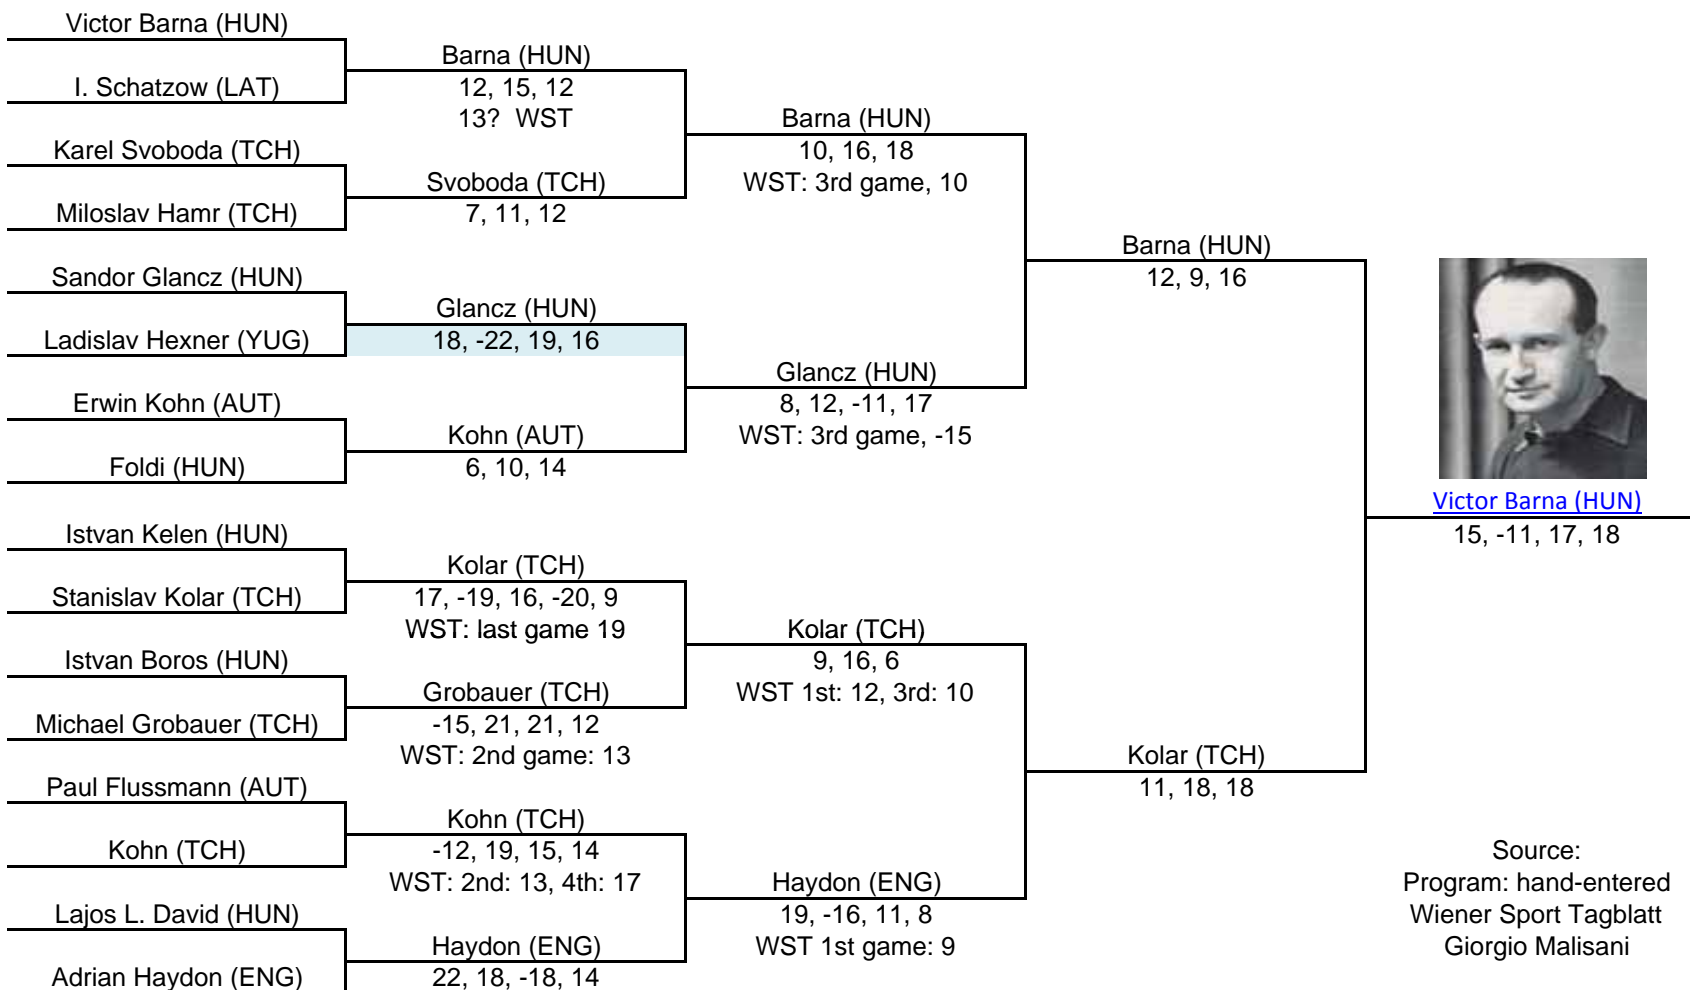 Victor Barna (HUN)
I. Schatzow (LAT)
Karel Svoboda (TCH)
Miloslav Hamr (TCH)
Sandor Glancz (HUN)
Ladislav Hexner (YUG)
Erwin Kohn (AUT)
Foldi (HUN)
Istvan Kelen (HUN)
Stanislav Kolar (TCH)
Istvan Boros (HUN)
Michael Grobauer (TCH)
Paul Flussmann (AUT)
Kohn (TCH)
Lajos L. David (HUN)
Adrian Haydon (ENG)
Barna (HUN)
12, 15, 12
13? WST
Svoboda (TCH)
7, 11, 12
Glancz (HUN)
18, -22, 19, 16
Kohn (AUT)
6, 10, 14
Kolar (TCH)
17, -19, 16, -20, 9
WST: last game 19
Grobauer (TCH)
-15, 21, 21, 12
WST: 2nd game: 13
Kohn (TCH)
-12, 19, 15, 14
WST: 2nd: 13, 4th: 17
Haydon (ENG)
22, 18, -18, 14
Barna (HUN)
10, 16, 18
WST: 3rd game, 10
Glancz (HUN)
8, 12, -11, 17
WST: 3rd game, -15
Kolar (TCH)
9, 16, 6
WST 1st: 12, 3rd: 10
Haydon (ENG)
19, -16, 11, 8
WST 1st game: 9
Barna (HUN)
12, 9, 16
Kolar (TCH)
11, 18, 18
Victor Barna (HUN)
15, -11, 17, 18
Source:
Program: hand-entered
Wiener Sport Tagblatt
Giorgio Malisani